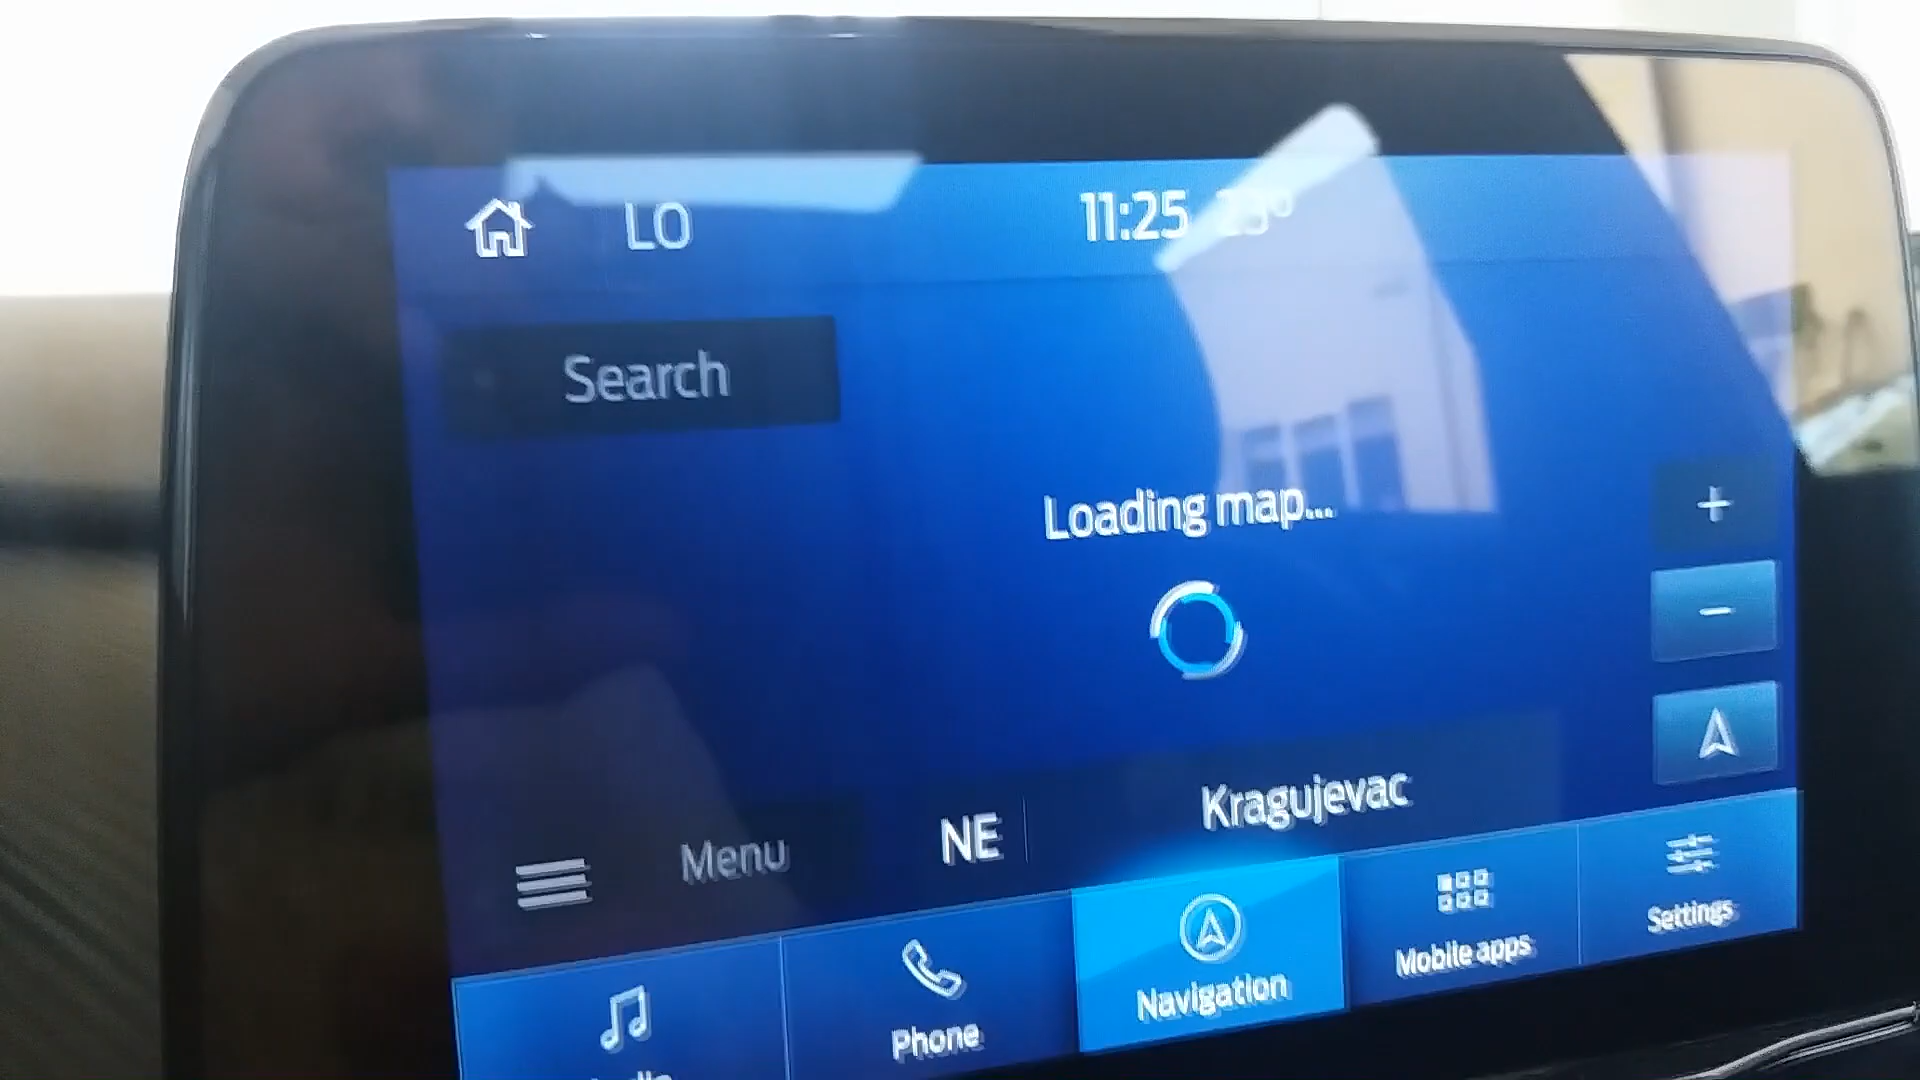 LO
11:25
Search
Loading map...
+
−
Kragujevac
NE
Menu
Settings
Mobile apps
Navigation
Phone